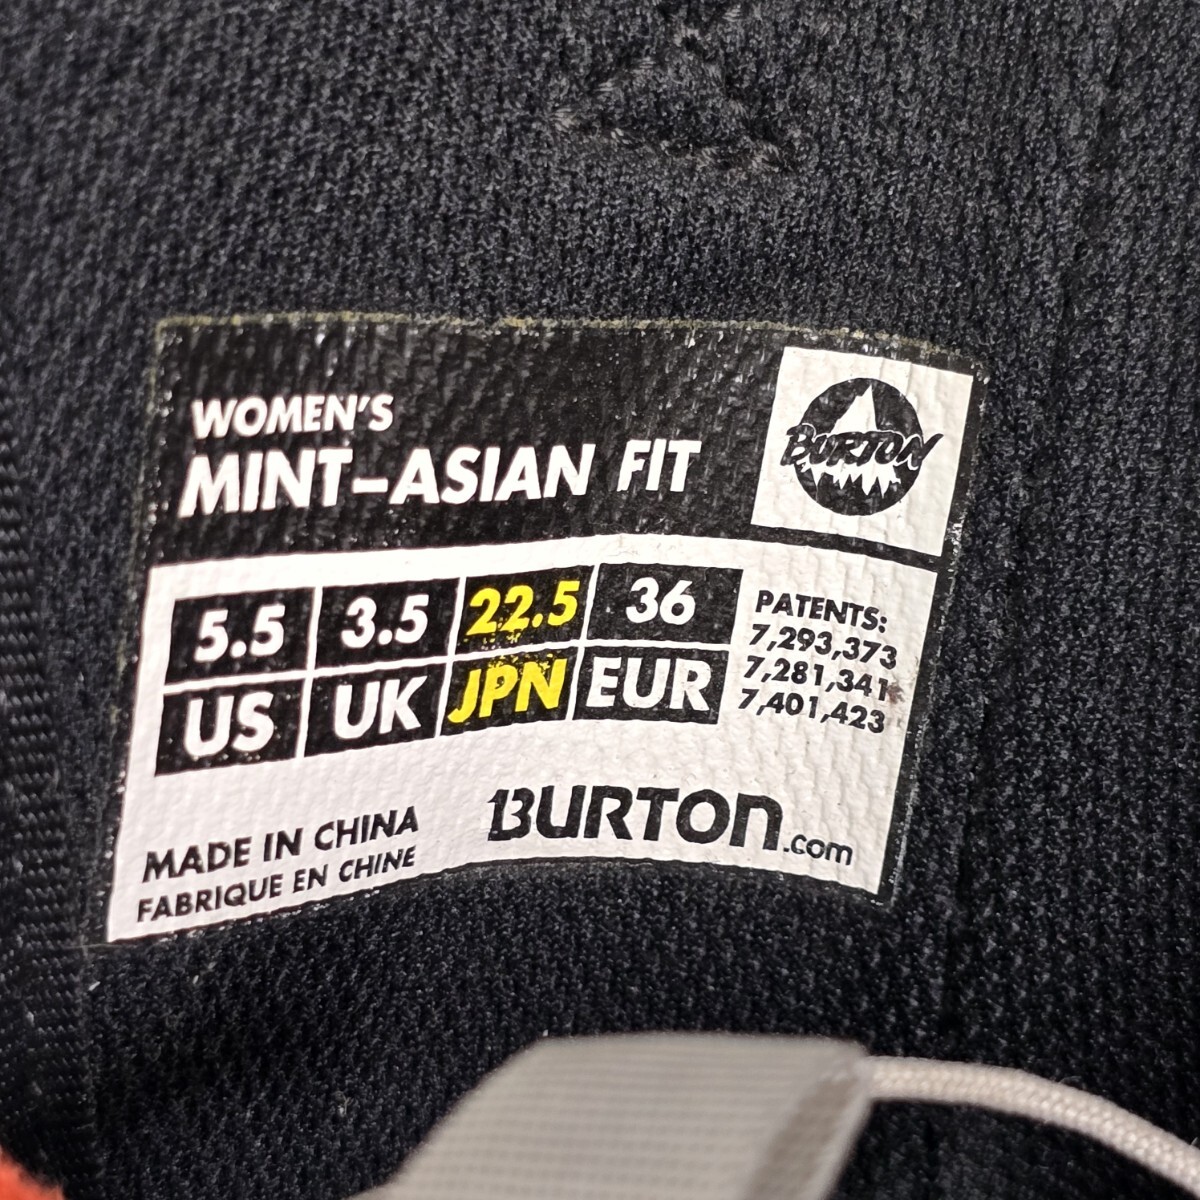 WOMEN'S
MINT-ASIAN FIT
BURTON
5.5 3.5 22.5 36
US UK JPN EUR
PATENTS:
7,293,373
7,281,341
7,401,423
MADE IN CHINA
FABRIQUE EN CHINE
BURTON.com